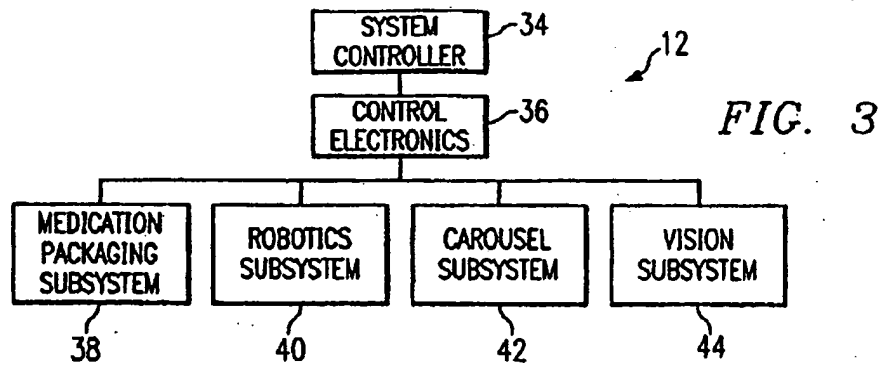 SYSTEM
CONTROLLER
34
12
CONTROL
ELECTRONICS
36
FIG. 3
MEDICATION
PACKAGING
SUBSYSTEM
ROBOTICS
SUBSYSTEM
CAROUSEL
SUBSYSTEM
VISION
SUBSYSTEM
38
40
42
44